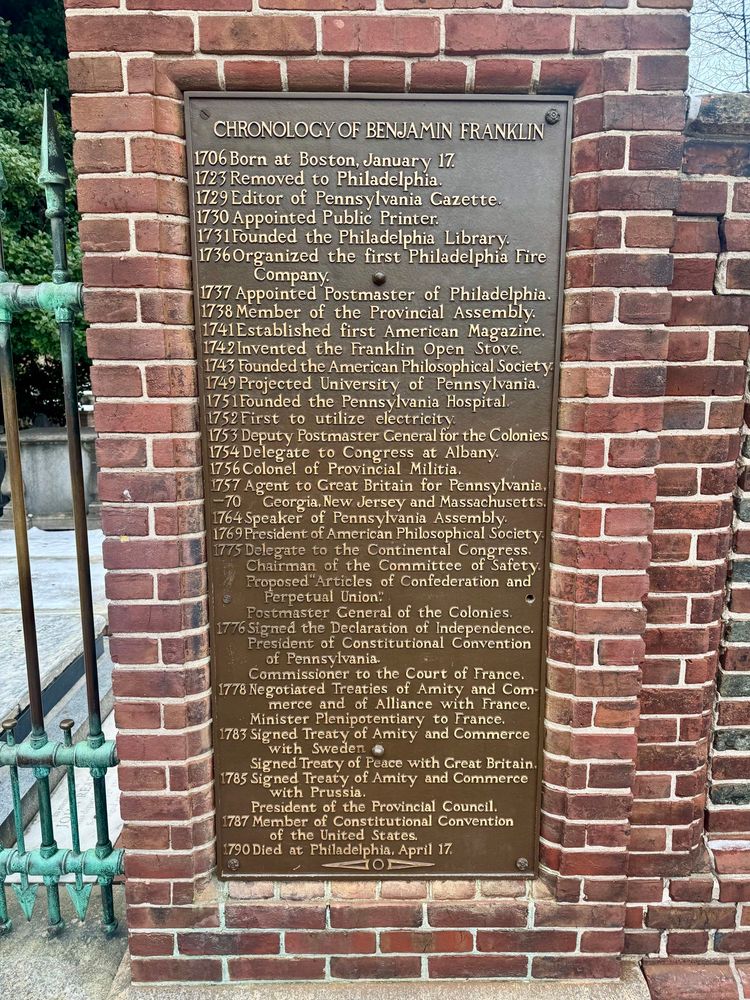 CHRONOLOGY OF BENJAMIN FRANKLIN
1706 Born at Boston, January 17.
1723 Removed to Philadelphia.
1729 Editor of Pennsylvania Gazette.
1730 Appointed Public Printer.
1731 Founded the Philadelphia Library.
1736 Organized the first Philadelphia Fire
Company.
1737 Appointed Postmaster of Philadelphia.
1738 Member of the Provincial Assembly.
1741 Established first American Magazine.
1742 Invented the Franklin Open Stove.
1743 Founded the American Philosophical Society.
1749 Projected University of Pennsylvania.
1751 Founded the Pennsylvania Hospital.
1752 First to utilize electricity.
1753 Deputy Postmaster General for the Colonies.
1754 Delegate to Congress at Albany.
1756 Colonel of Provincial Militia.
1757 Agent to Great Britain for Pennsylvania,
–70 Georgia, New Jersey and Massachusetts.
1764 Speaker of Pennsylvania Assembly.
1769 President of American Philosophical Society.
1775 Delegate to the Continental Congress.
Chairman of the Committee of Safety.
Proposed "Articles of Confederation and
Perpetual Union".
Postmaster General of the Colonies.
1776 Signed the Declaration of Independence.
President of Constitutional Convention
of Pennsylvania.
Commissioner to the Court of France.
1778 Negotiated Treaties of Amity and Com-
merce and of Alliance with France.
Minister Plenipotentiary to France.
1783 Signed Treaty of Amity and Commerce
with Sweden
Signed Treaty of Peace with Great Britain.
1785 Signed Treaty of Amity and Commerce
with Prussia.
President of the Provincial Council.
1787 Member of Constitutional Convention
of the United States.
1790 Died at Philadelphia, April 17.